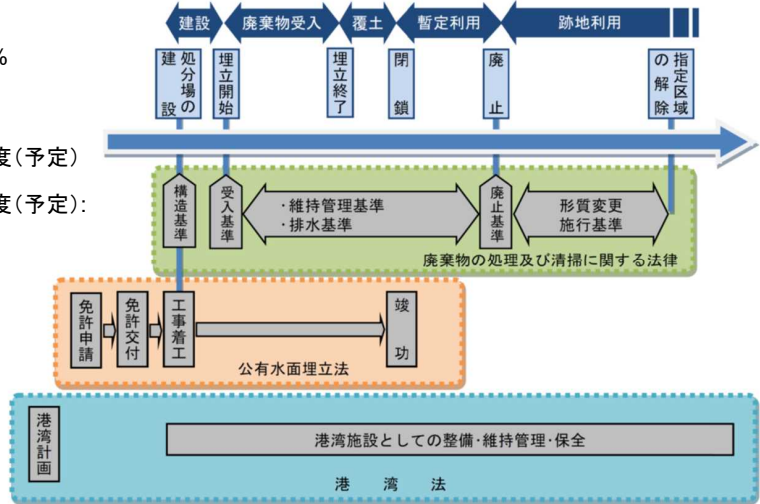 建設
廃棄物受入
覆土
暫定利用
跡地利用
%
処分場の建設
埋立開始
埋立終了
閉鎖
廃止
指定区域の解除
度(予定)
度(予定):
構造基準
受入基準
・維持管理基準
・排水基準
廃止基準
形質変更
施行基準
廃棄物の処理及び清掃に関する法律
免許申請
免許交付
工事着工
竣功
公有水面埋立法
港湾計画
港湾施設としての整備・維持管理・保全
港湾法